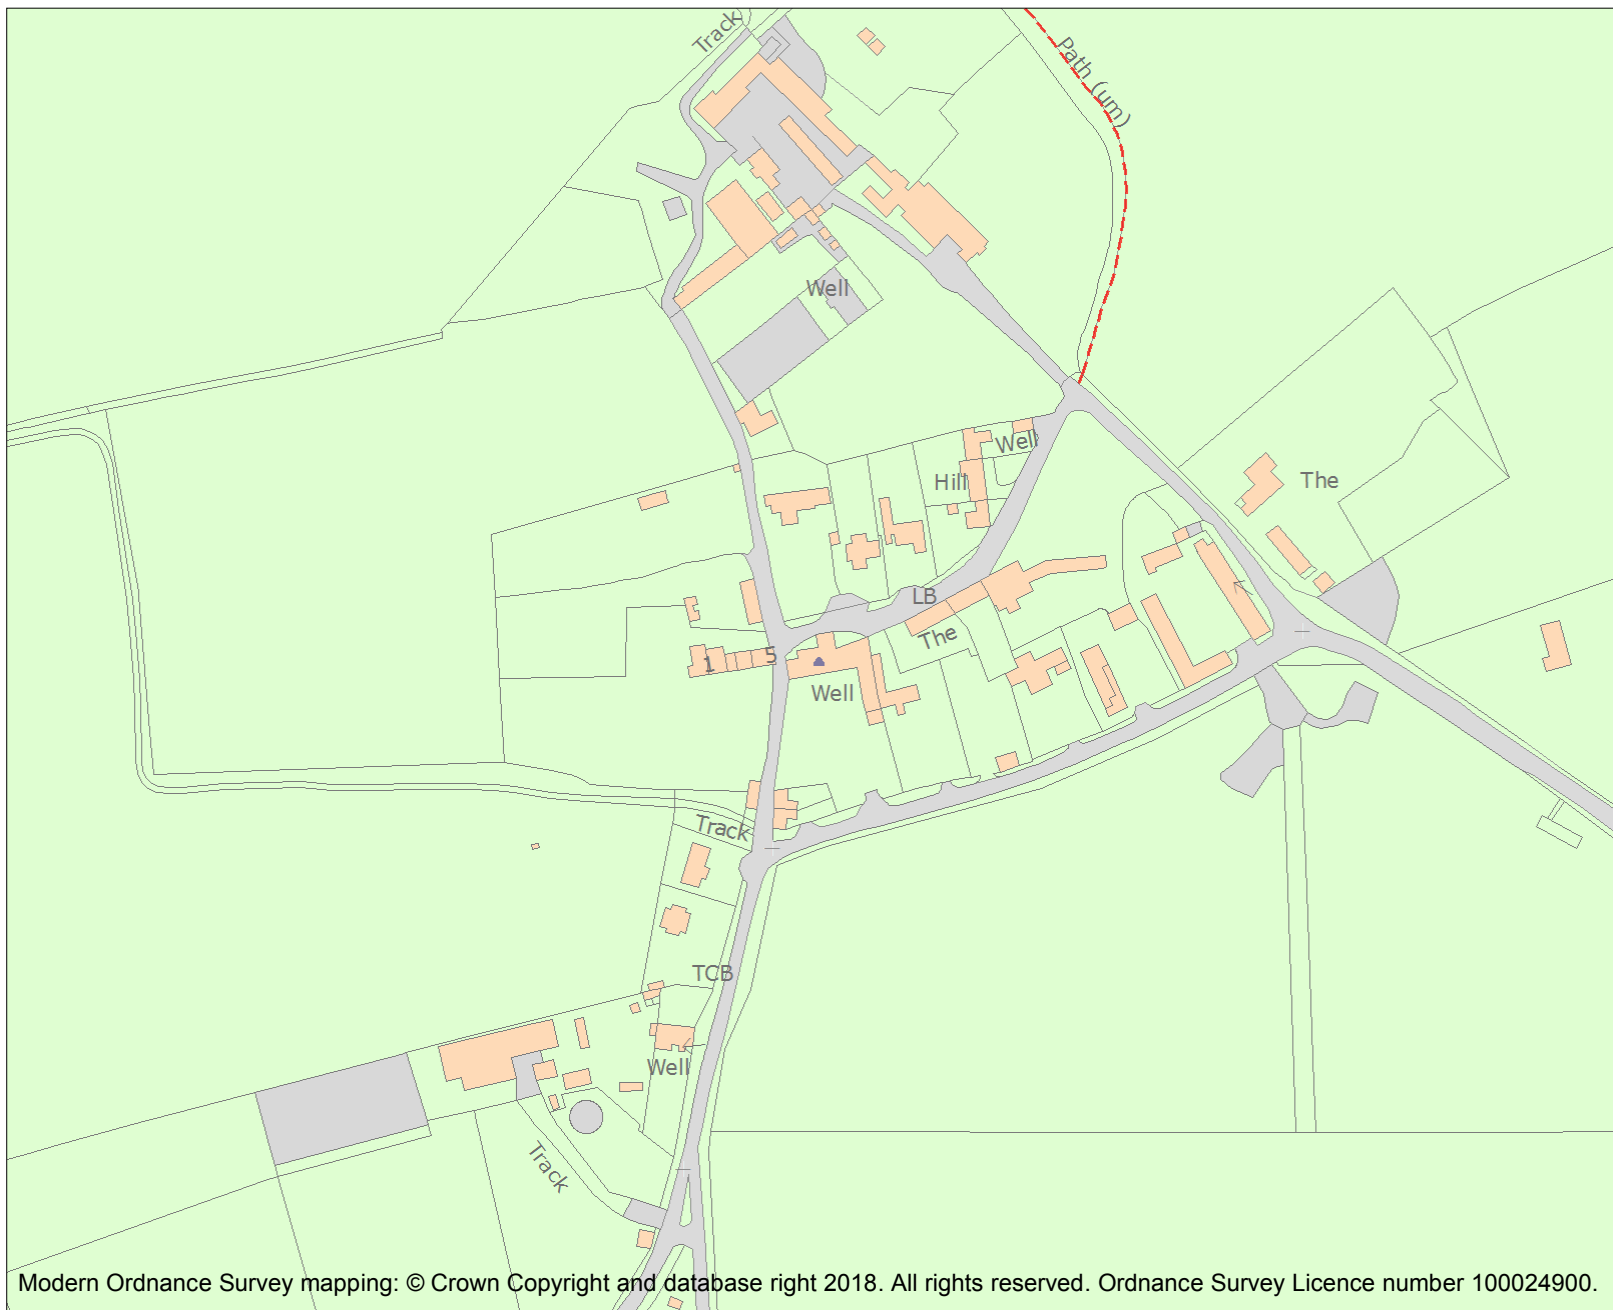 Track
Path (um)
Well
Well
Hill
The
LB
The
1
5
Well
Track
TCB
Well
Track
Modern Ordnance Survey mapping: © Crown Copyright and database right 2018. All rights reserved. Ordnance Survey Licence number 100024900.